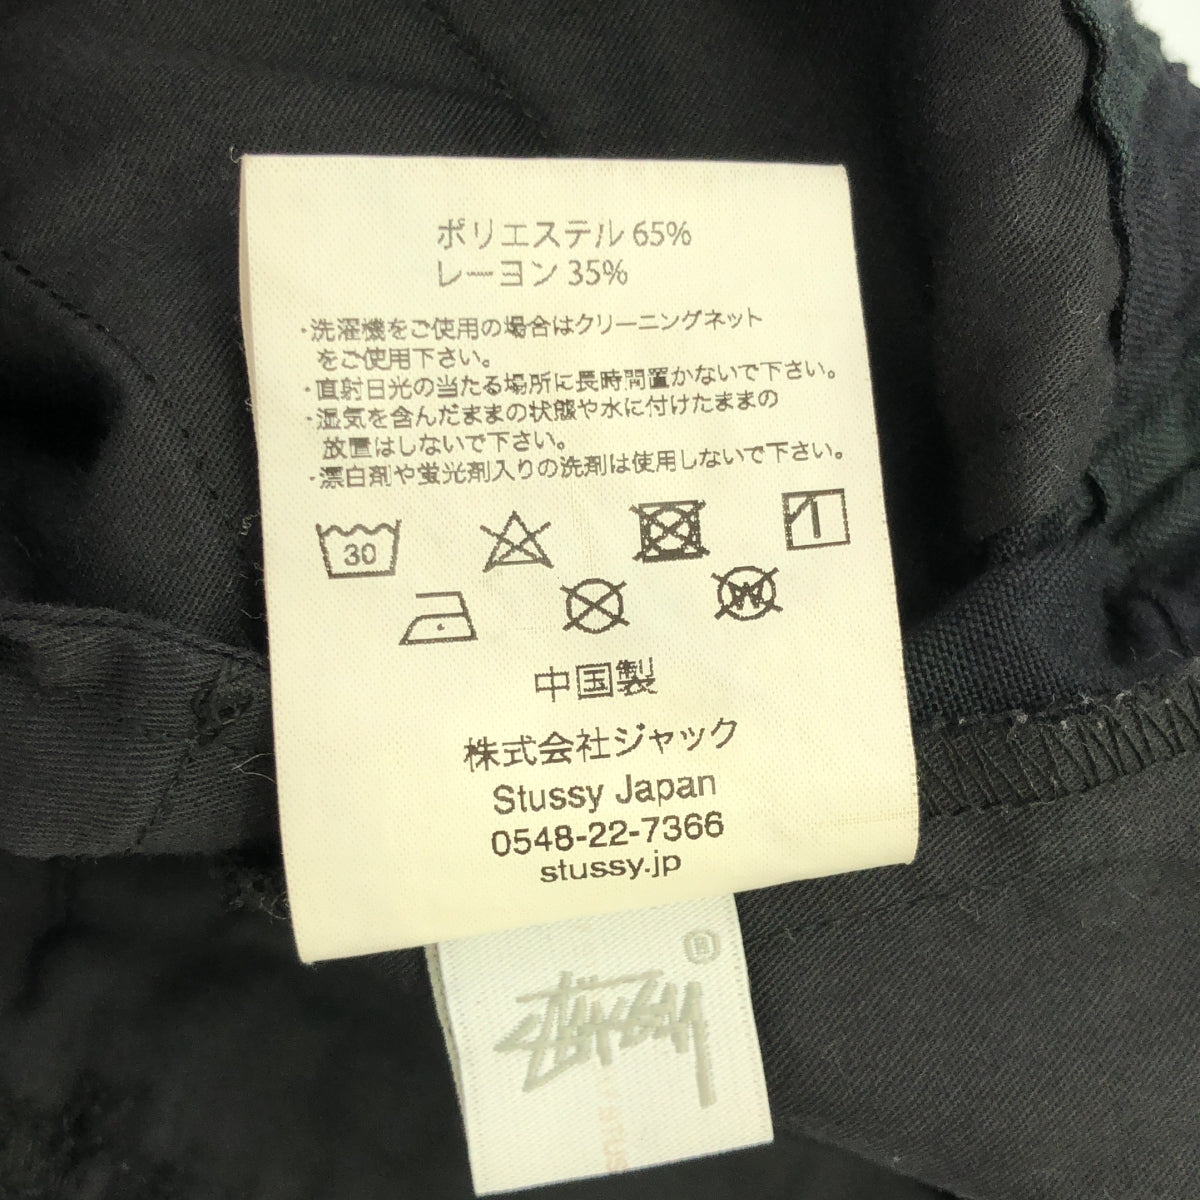 ポリエステル 65%
レーヨン 35%
・洗濯機をご使用の場合はクリーニングネット
をご使用下さい。
・直射日光の当たる場所に長時間置かないで下さい。
・湿気を含んだままの状態や水に付けたままの
放置はしないで下さい。
・漂白剤や蛍光剤入りの洗剤は使用しないで下さい。
30
W
中国製
株式会社ジャック
Stussy Japan
0548-22-7366
stussy.jp
®
Stüssy